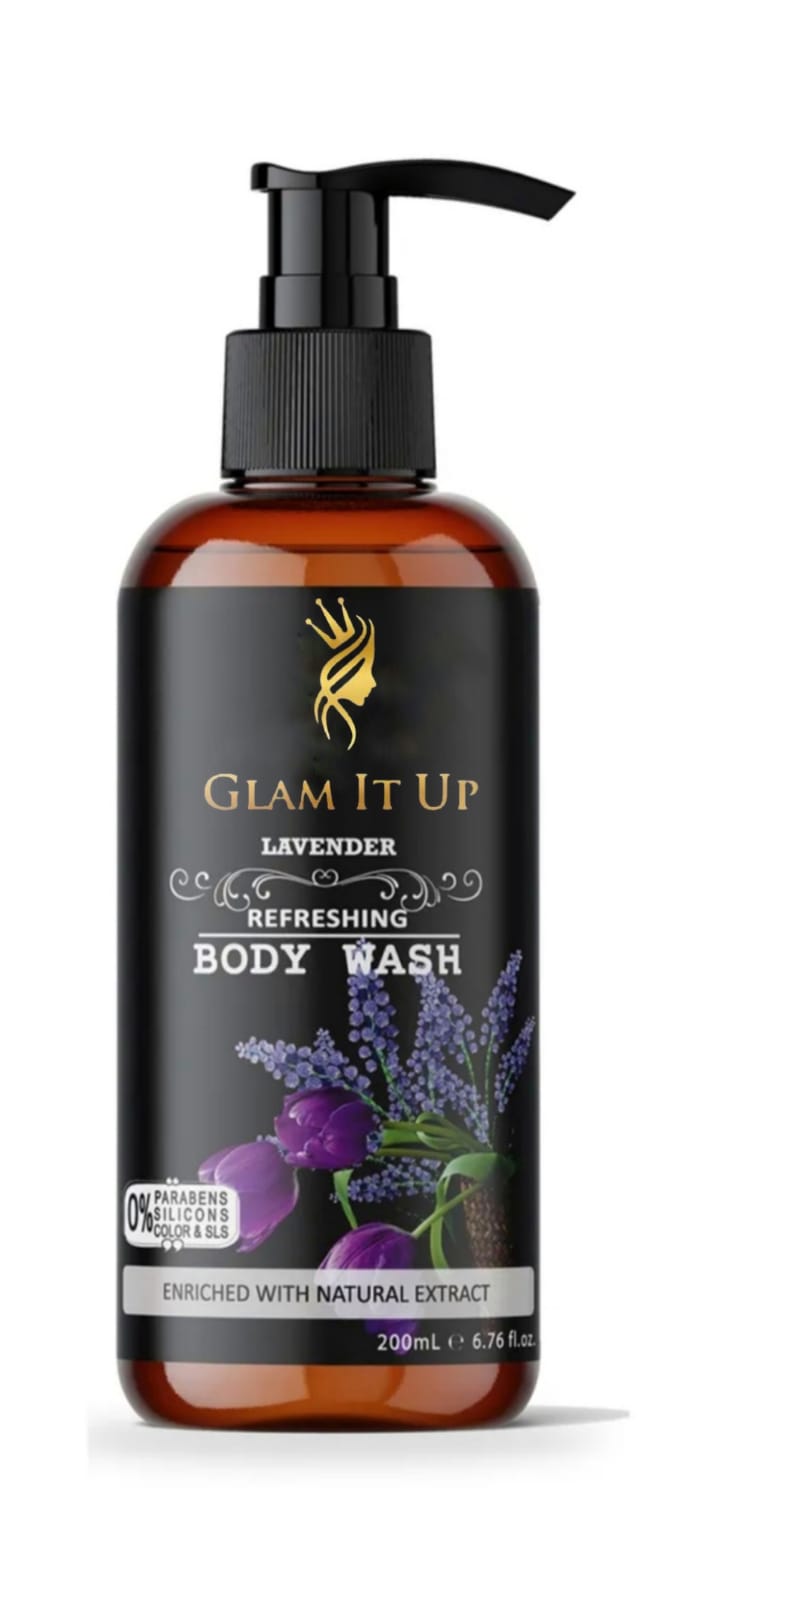 GLAM IT UP
LAVENDER
REFRESHING
BODY WASH
0% PARABENS
SILICONS
COLOR & SLS
ENRICHED WITH NATURAL EXTRACT
200mL ℮ 6.76 fl.oz.